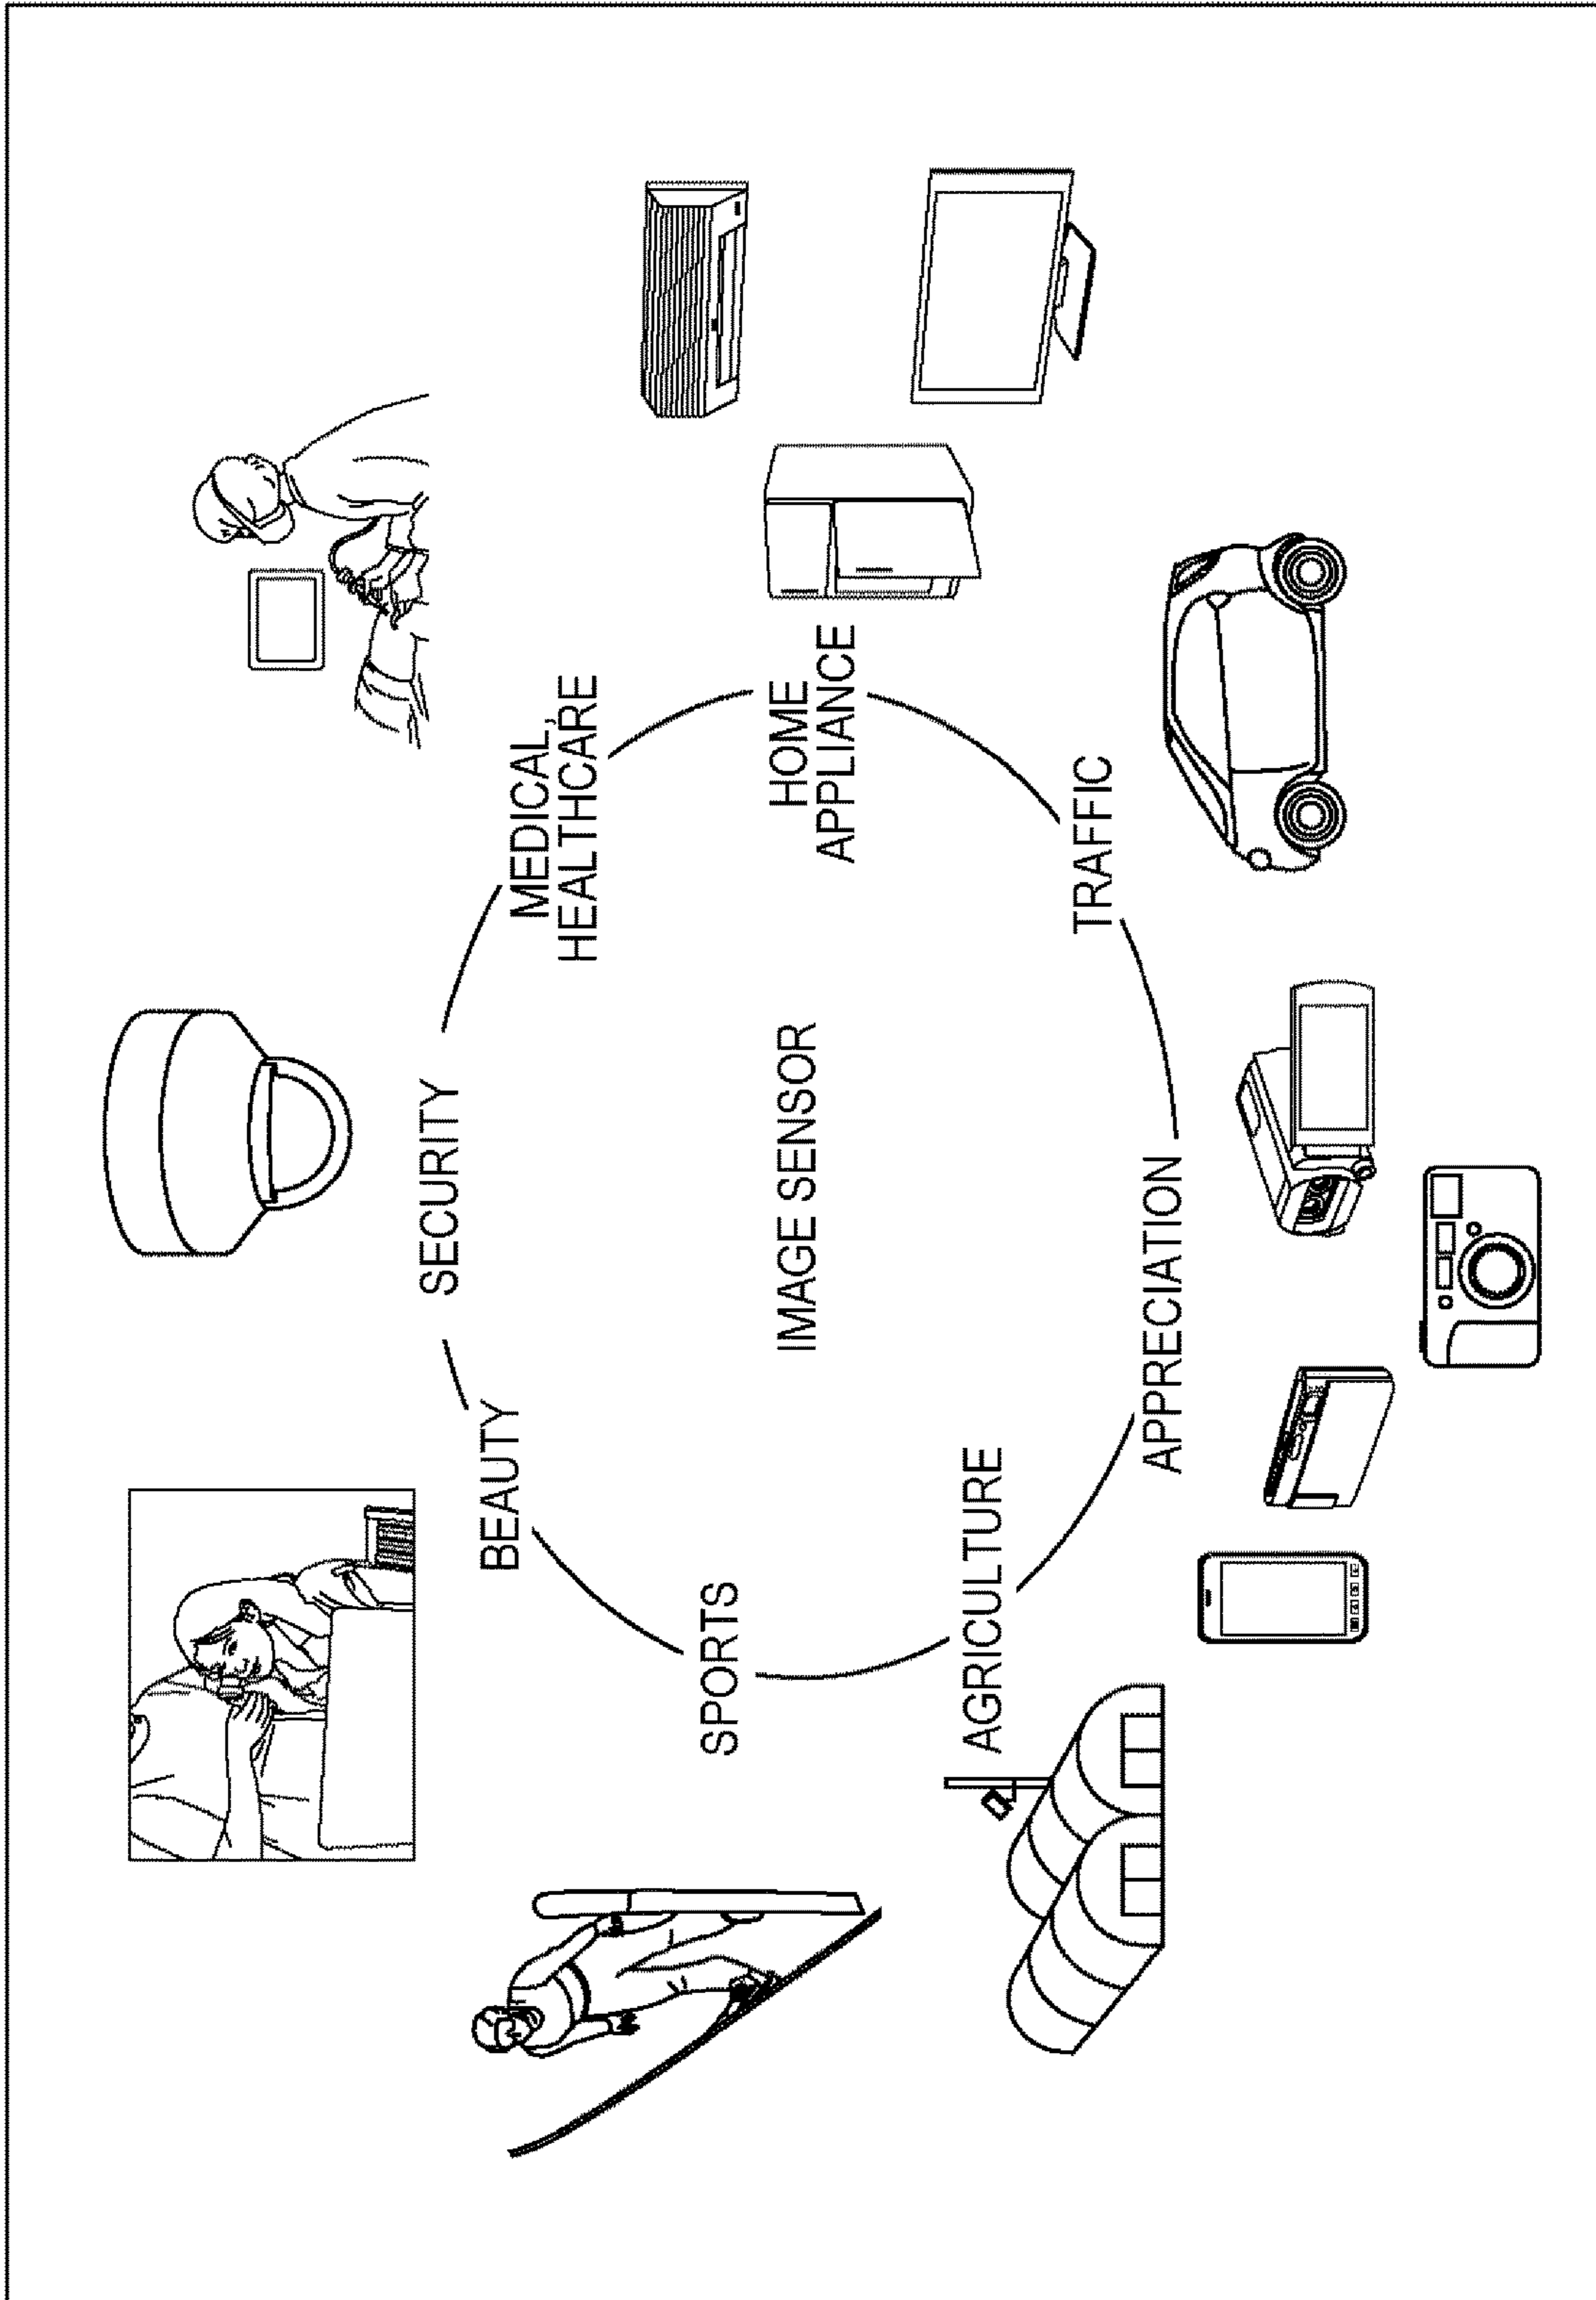 SECURITY
MEDICAL,
HEALTHCARE
BEAUTY
HOME
APPLIANCE
SPORTS
IMAGE SENSOR
TRAFFIC
AGRICULTURE
APPRECIATION